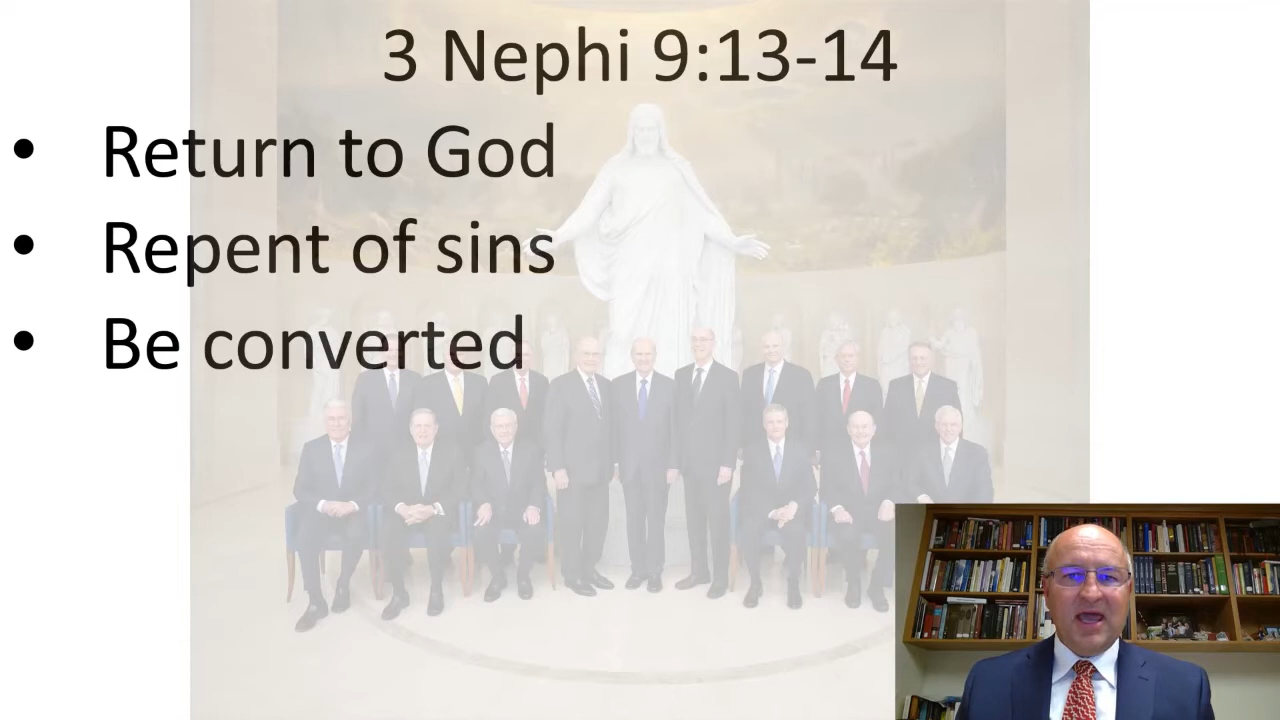 3 Nephi 9:13-14
• Return to God
• Repent of sins
• Be converted